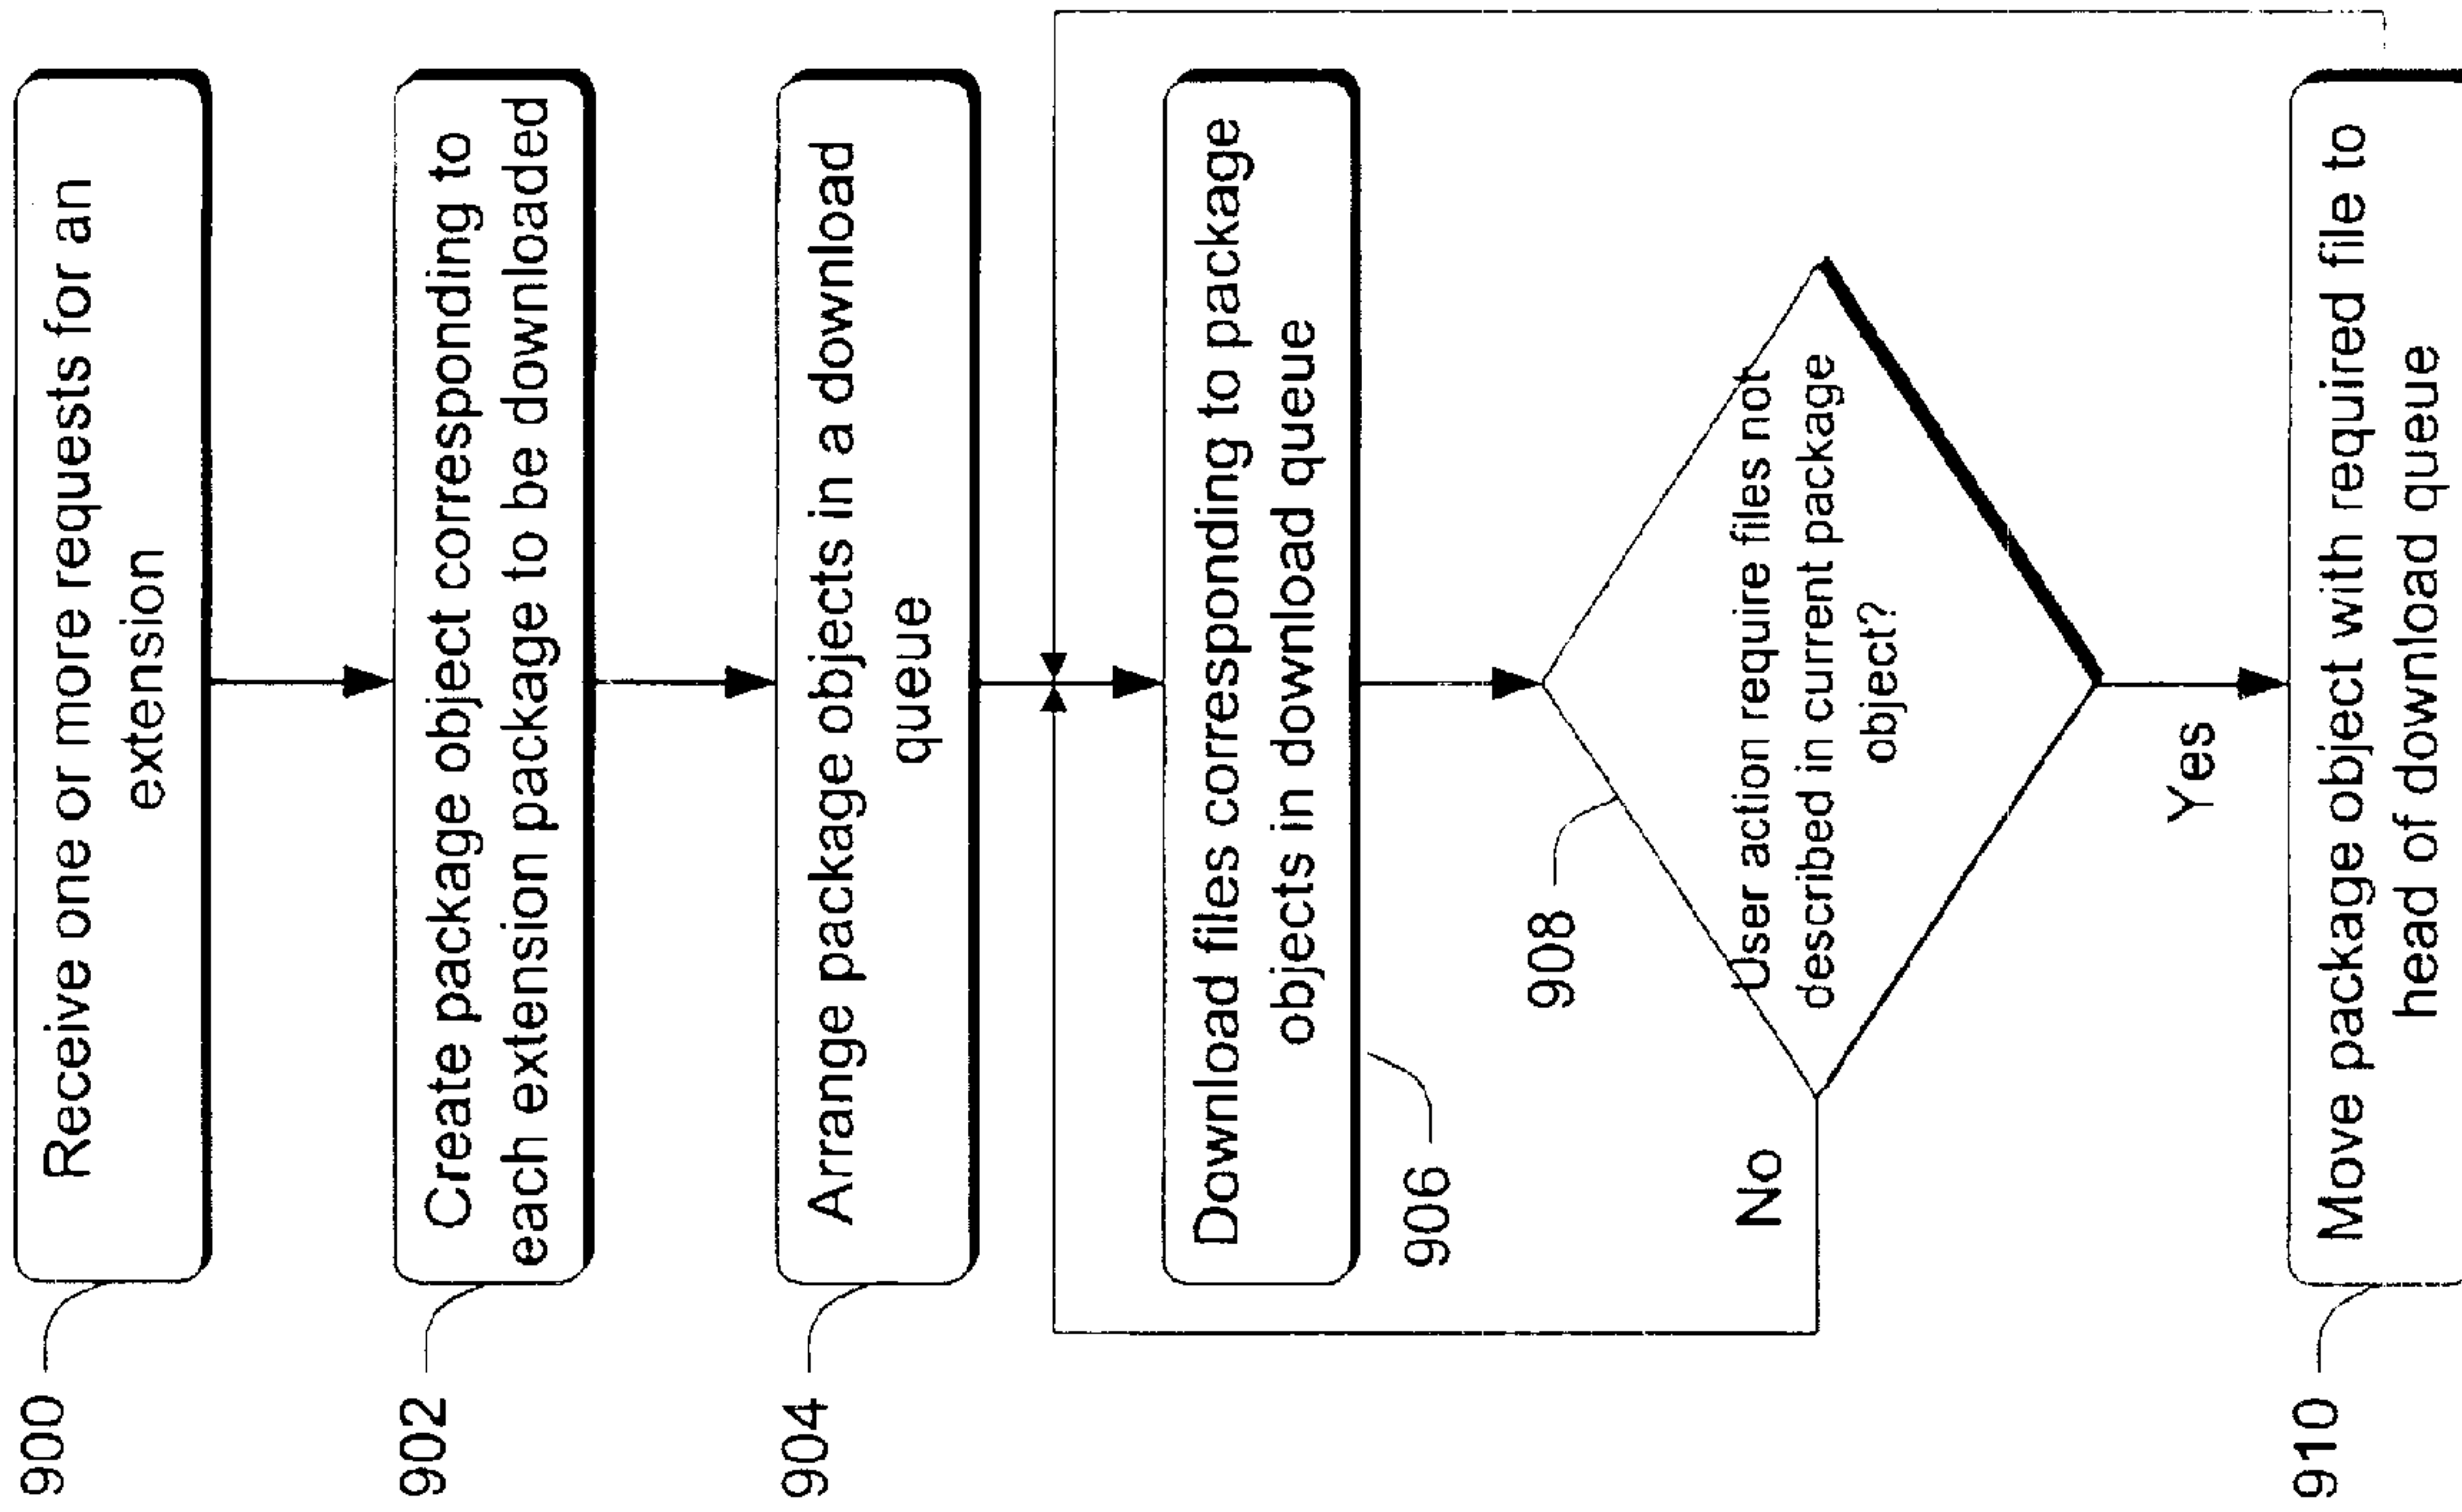 900
Receive one or more requests for an
extension
902
Create package object corresponding to
each extension package to be downloaded
904
Arrange package objects in a download
queue
Download files corresponding to package
objects in download queue
906
908
User action require files not
described in current package
object?
No
Yes
910
Move package object with required file to
head of download queue